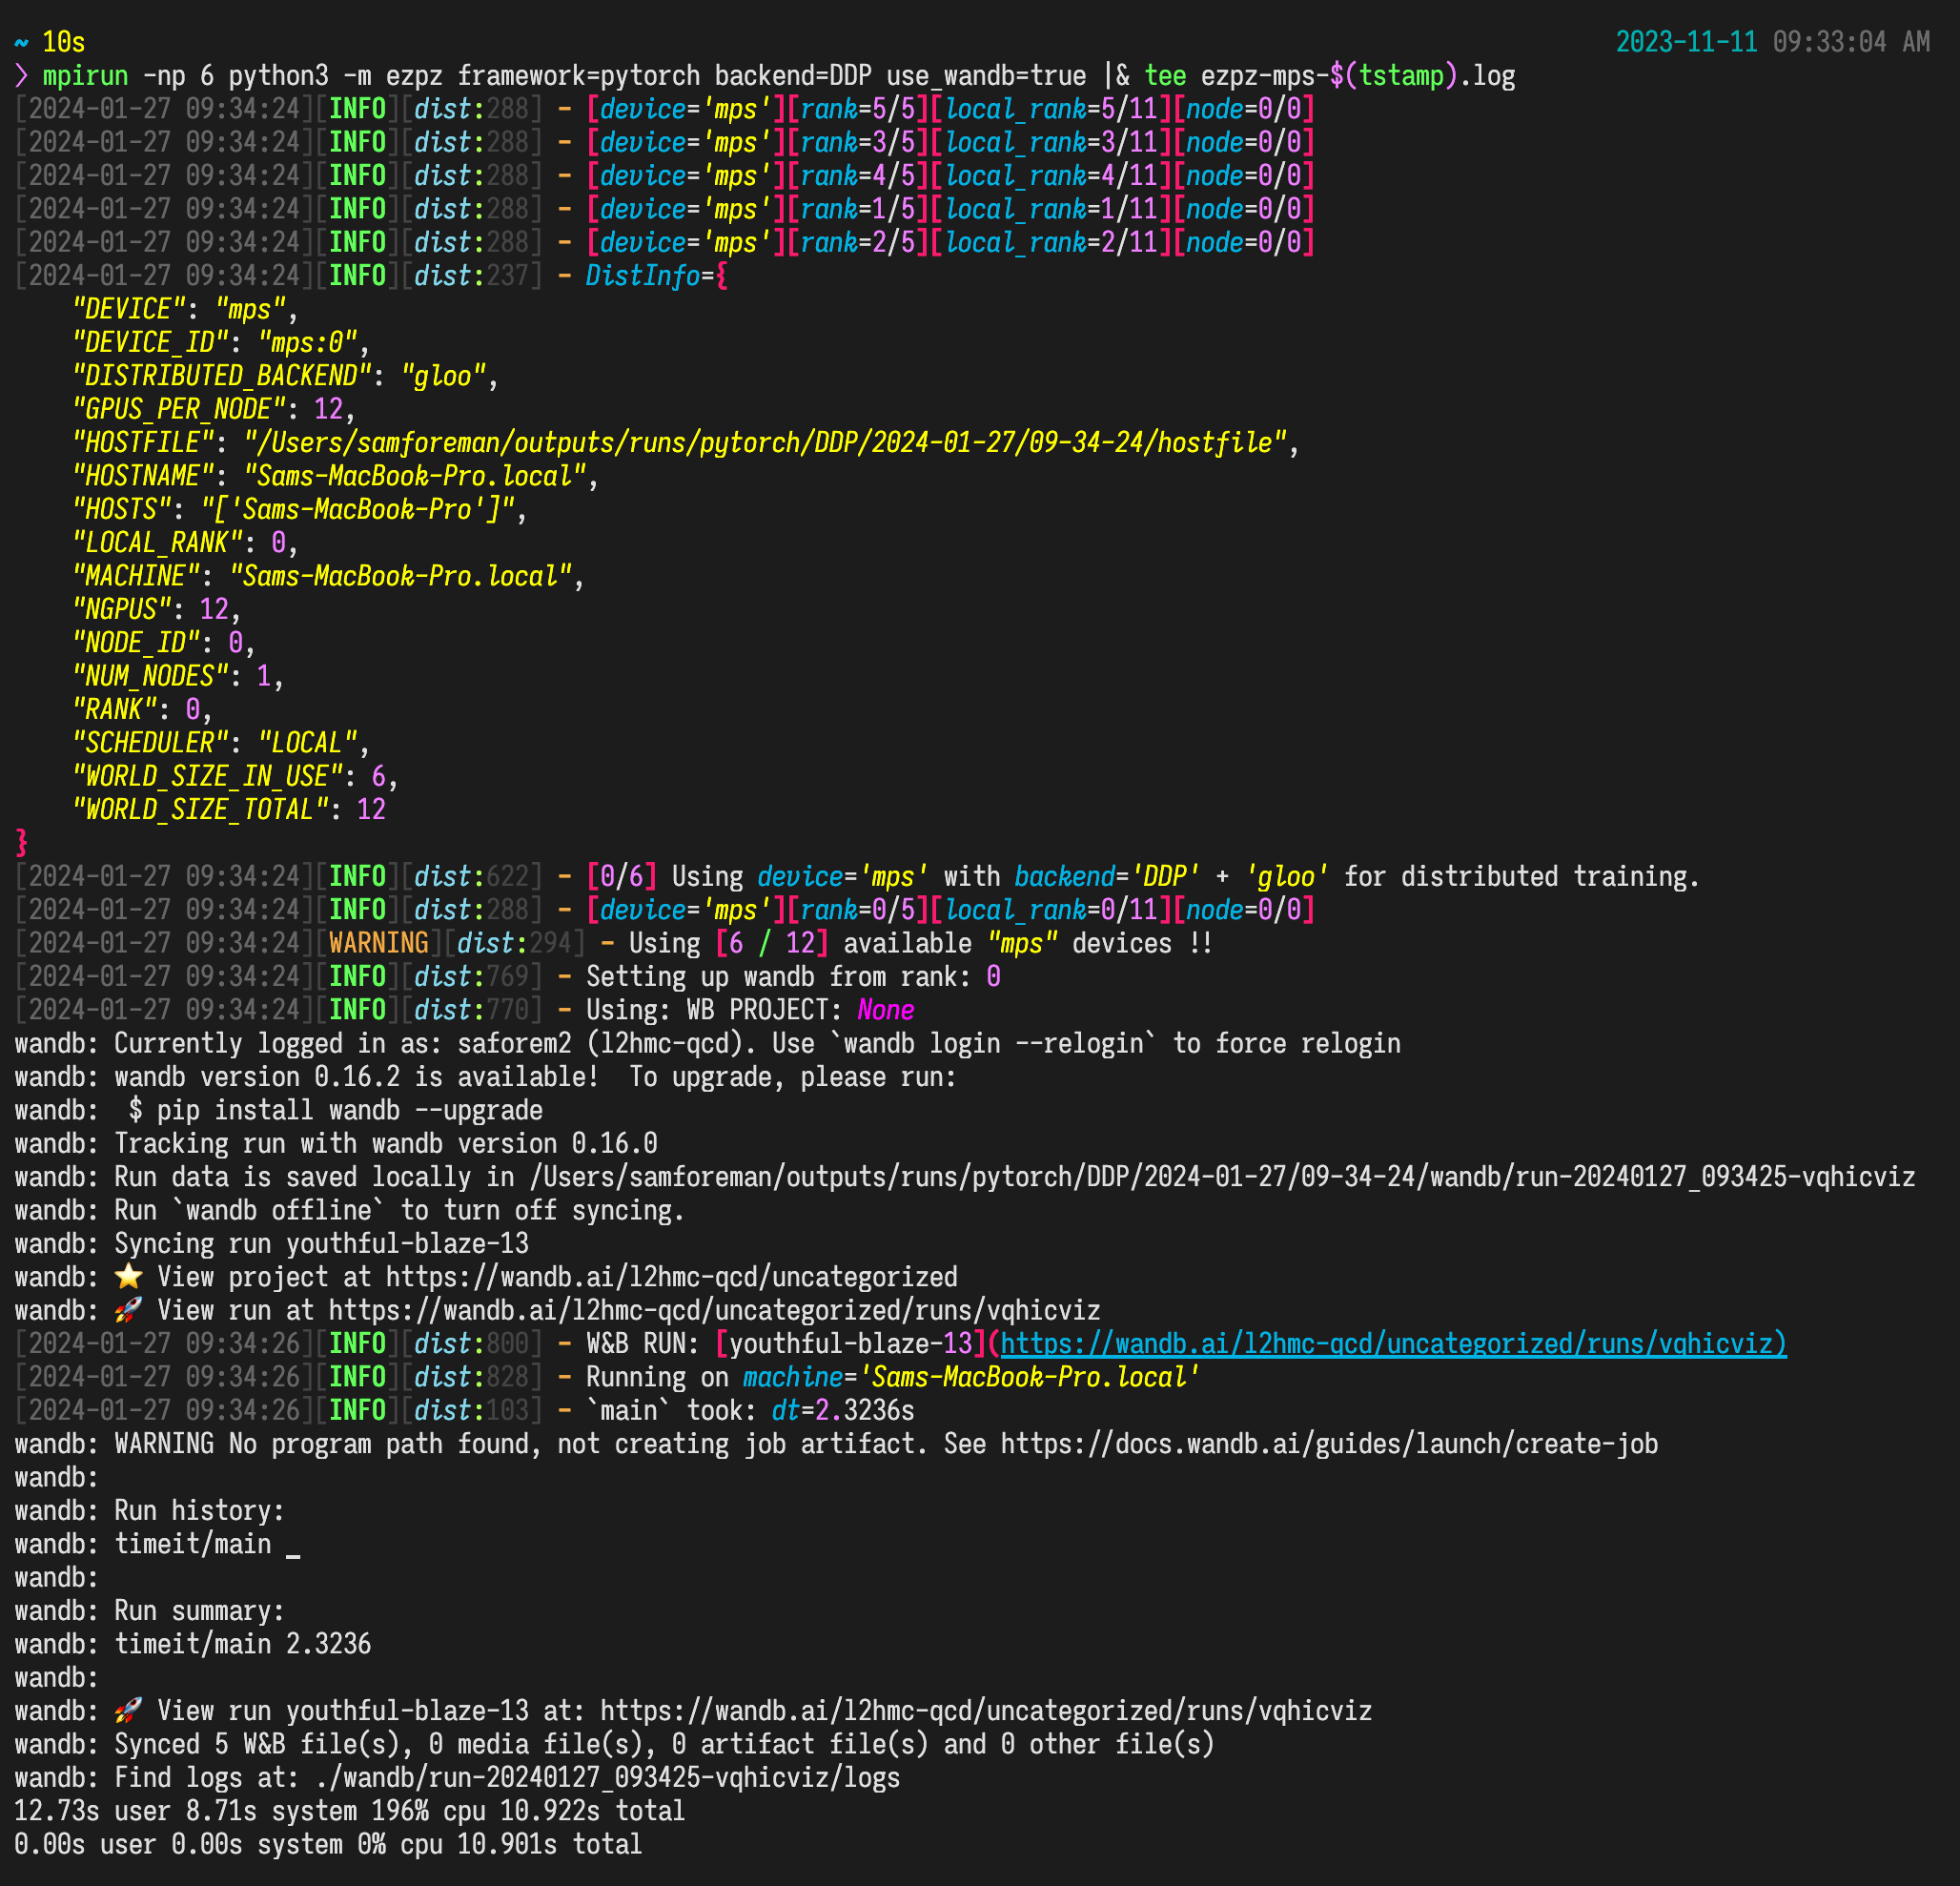 ~ 10s 2023-11-11 09:33:04 AM
❯ mpirun -np 6 python3 -m ezpz framework=pytorch backend=DDP use_wandb=true |& tee ezpz-mps-$(tstamp).log
[2024-01-27 09:34:24][INFO][dist:288] - [device='mps'][rank=5/5][local_rank=5/11][node=0/0]
[2024-01-27 09:34:24][INFO][dist:288] - [device='mps'][rank=3/5][local_rank=3/11][node=0/0]
[2024-01-27 09:34:24][INFO][dist:288] - [device='mps'][rank=4/5][local_rank=4/11][node=0/0]
[2024-01-27 09:34:24][INFO][dist:288] - [device='mps'][rank=1/5][local_rank=1/11][node=0/0]
[2024-01-27 09:34:24][INFO][dist:288] - [device='mps'][rank=2/5][local_rank=2/11][node=0/0]
[2024-01-27 09:34:24][INFO][dist:237] - DistInfo={
    "DEVICE": "mps",
    "DEVICE_ID": "mps:0",
    "DISTRIBUTED_BACKEND": "gloo",
    "GPUS_PER_NODE": 12,
    "HOSTFILE": "/Users/samforeman/outputs/runs/pytorch/DDP/2024-01-27/09-34-24/hostfile",
    "HOSTNAME": "Sams-MacBook-Pro.local",
    "HOSTS": "['Sams-MacBook-Pro']",
    "LOCAL_RANK": 0,
    "MACHINE": "Sams-MacBook-Pro.local",
    "NGPUS": 12,
    "NODE_ID": 0,
    "NUM_NODES": 1,
    "RANK": 0,
    "SCHEDULER": "LOCAL",
    "WORLD_SIZE_IN_USE": 6,
    "WORLD_SIZE_TOTAL": 12
}
[2024-01-27 09:34:24][INFO][dist:622] - [0/6] Using device='mps' with backend='DDP' + 'gloo' for distributed training.
[2024-01-27 09:34:24][INFO][dist:288] - [device='mps'][rank=0/5][local_rank=0/11][node=0/0]
[2024-01-27 09:34:24][WARNING][dist:294] - Using [6 / 12] available "mps" devices !!
[2024-01-27 09:34:24][INFO][dist:769] - Setting up wandb from rank: 0
[2024-01-27 09:34:24][INFO][dist:770] - Using: WB PROJECT: None
wandb: Currently logged in as: saforem2 (l2hmc-qcd). Use `wandb login --relogin` to force relogin
wandb: wandb version 0.16.2 is available!  To upgrade, please run:
wandb:  $ pip install wandb --upgrade
wandb: Tracking run with wandb version 0.16.0
wandb: Run data is saved locally in /Users/samforeman/outputs/runs/pytorch/DDP/2024-01-27/09-34-24/wandb/run-20240127_093425-vqhicviz
wandb: Run `wandb offline` to turn off syncing.
wandb: Syncing run youthful-blaze-13
wandb: ⭐ View project at https://wandb.ai/l2hmc-qcd/uncategorized
wandb: 🚀 View run at https://wandb.ai/l2hmc-qcd/uncategorized/runs/vqhicviz
[2024-01-27 09:34:26][INFO][dist:800] - W&B RUN: [youthful-blaze-13](https://wandb.ai/l2hmc-qcd/uncategorized/runs/vqhicviz)
[2024-01-27 09:34:26][INFO][dist:828] - Running on machine='Sams-MacBook-Pro.local'
[2024-01-27 09:34:26][INFO][dist:103] - `main` took: dt=2.3236s
wandb: WARNING No program path found, not creating job artifact. See https://docs.wandb.ai/guides/launch/create-job
wandb:
wandb: Run history:
wandb: timeit/main ▁
wandb:
wandb: Run summary:
wandb: timeit/main 2.3236
wandb:
wandb: 🚀 View run youthful-blaze-13 at: https://wandb.ai/l2hmc-qcd/uncategorized/runs/vqhicviz
wandb: Synced 5 W&B file(s), 0 media file(s), 0 artifact file(s) and 0 other file(s)
wandb: Find logs at: ./wandb/run-20240127_093425-vqhicviz/logs
12.73s user 8.71s system 196% cpu 10.922s total
0.00s user 0.00s system 0% cpu 10.901s total